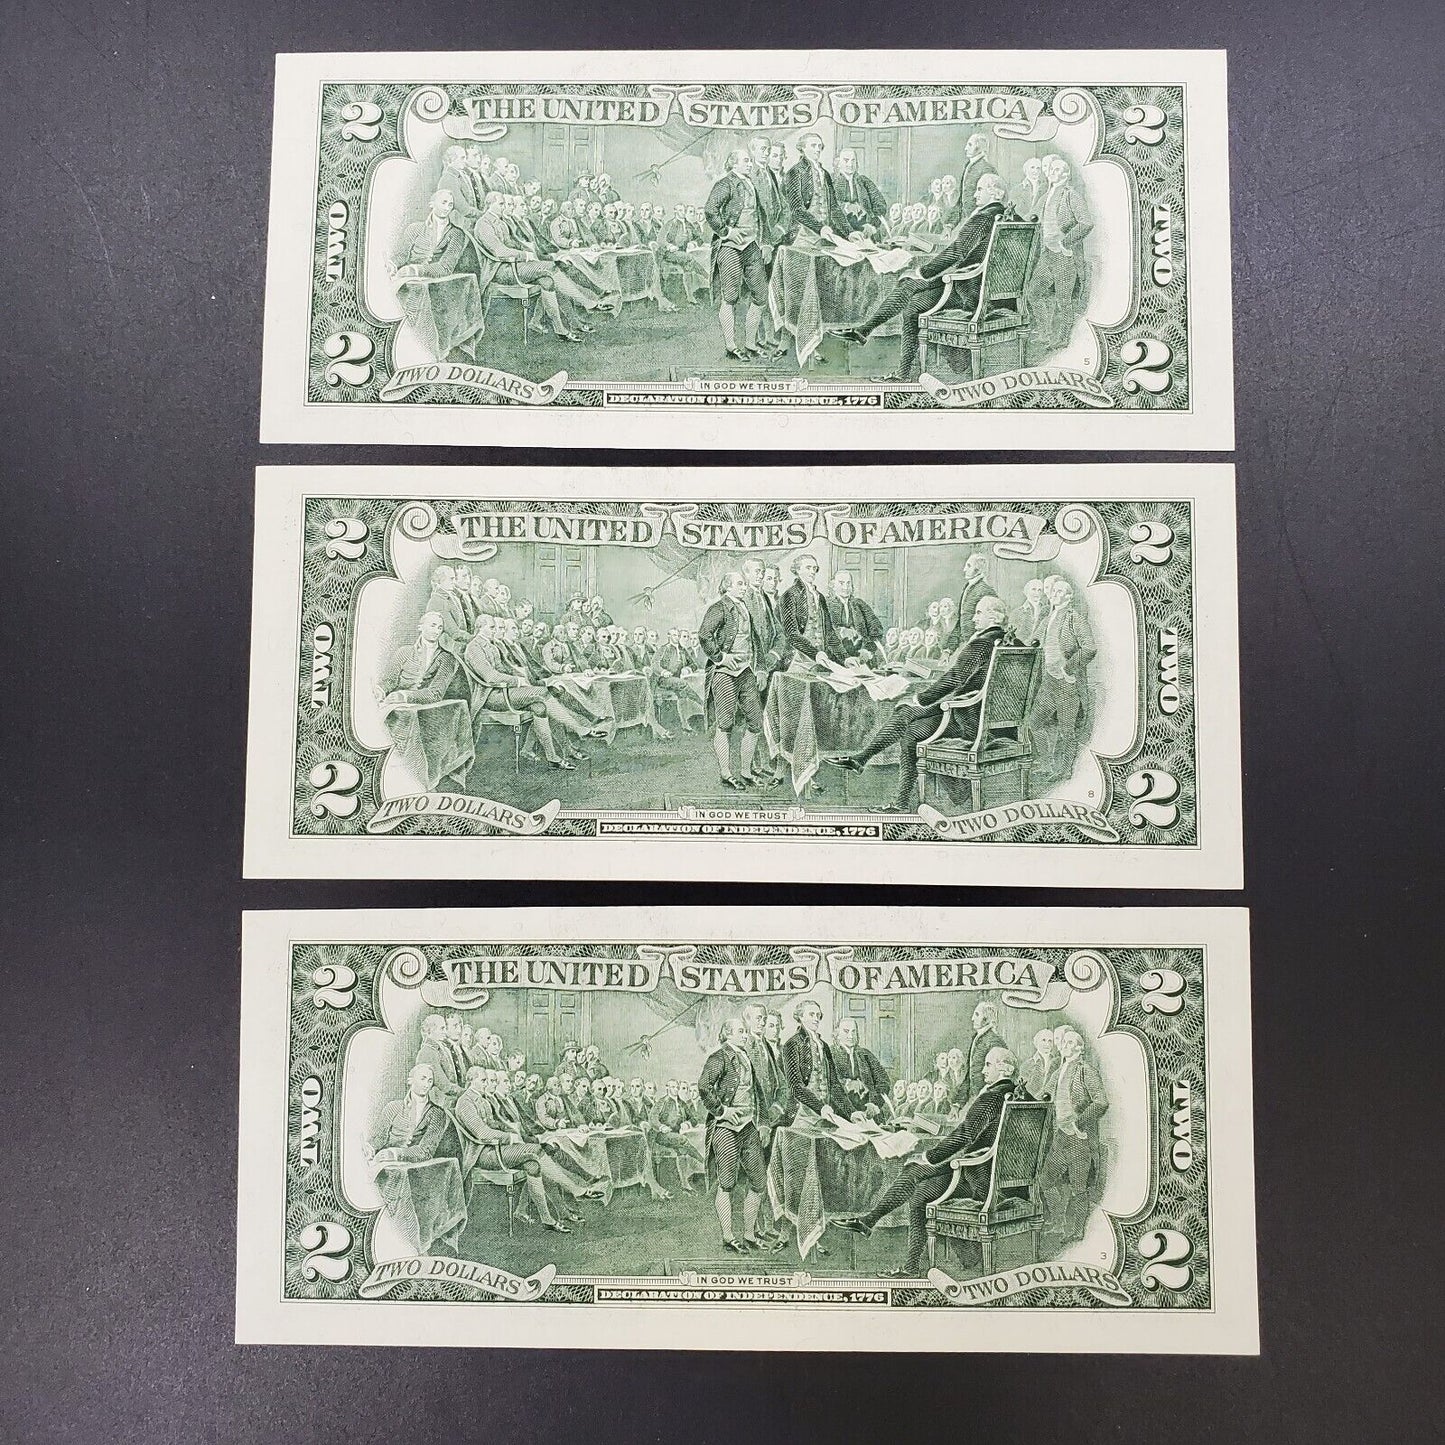 2 THE UNITED STATES OF AMERICA 2
TWO TWO
5
2 TWO DOLLARS IN GOD WE TRUST TWO DOLLARS 2
DECLARATION OF INDEPENDENCE, 1776
2 THE UNITED STATES OF AMERICA 2
TWO TWO
8
2 TWO DOLLARS IN GOD WE TRUST TWO DOLLARS 2
DECLARATION OF INDEPENDENCE, 1776
2 THE UNITED STATES OF AMERICA 2
TWO TWO
3
2 TWO DOLLARS IN GOD WE TRUST TWO DOLLARS 2
DECLARATION OF INDEPENDENCE, 1776